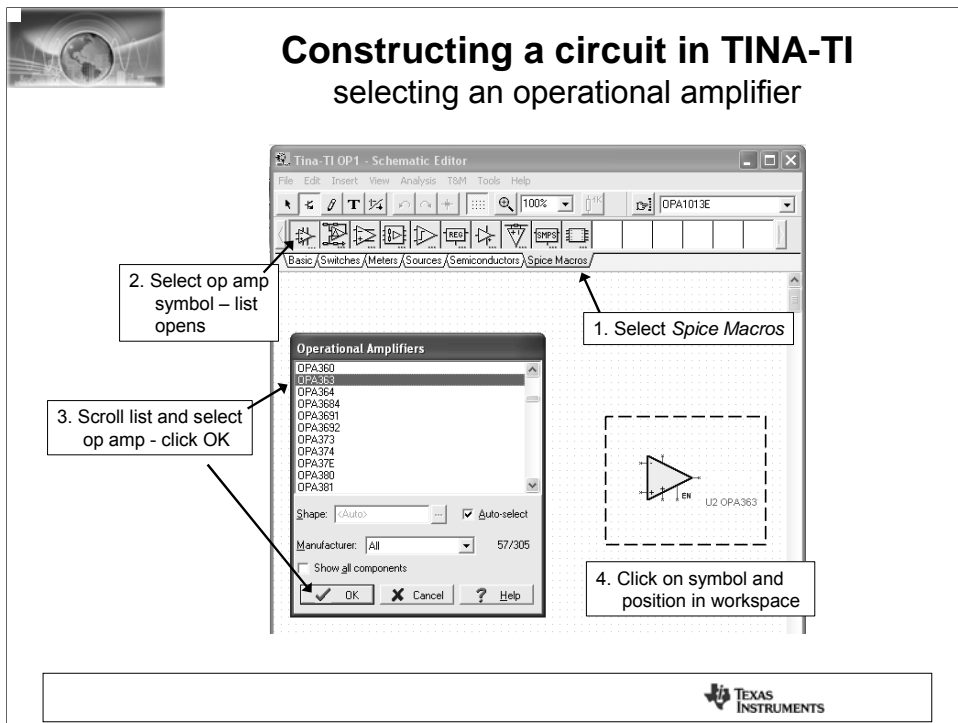 Constructing a circuit in TINA-TI
selecting an operational amplifier
Tina-TI OP1 - Schematic Editor
File Edit Insert View Analysis T&M Tools Help
T 100% 1K OPA1013E
REG SMPS
Basic Switches Meters Sources Semiconductors Spice Macros
2. Select op amp
symbol – list
opens
1. Select Spice Macros
Operational Amplifiers
OPA360
OPA363
OPA364
OPA3684
OPA3691
OPA3692
OPA373
OPA374
OPA37E
OPA380
OPA381
3. Scroll list and select
op amp - click OK
Shape: <Auto> ... Auto-select
Manufacturer: All 57/305
Show all components
OK Cancel ? Help
EN
U2 OPA363
4. Click on symbol and
position in workspace
TEXAS
INSTRUMENTS